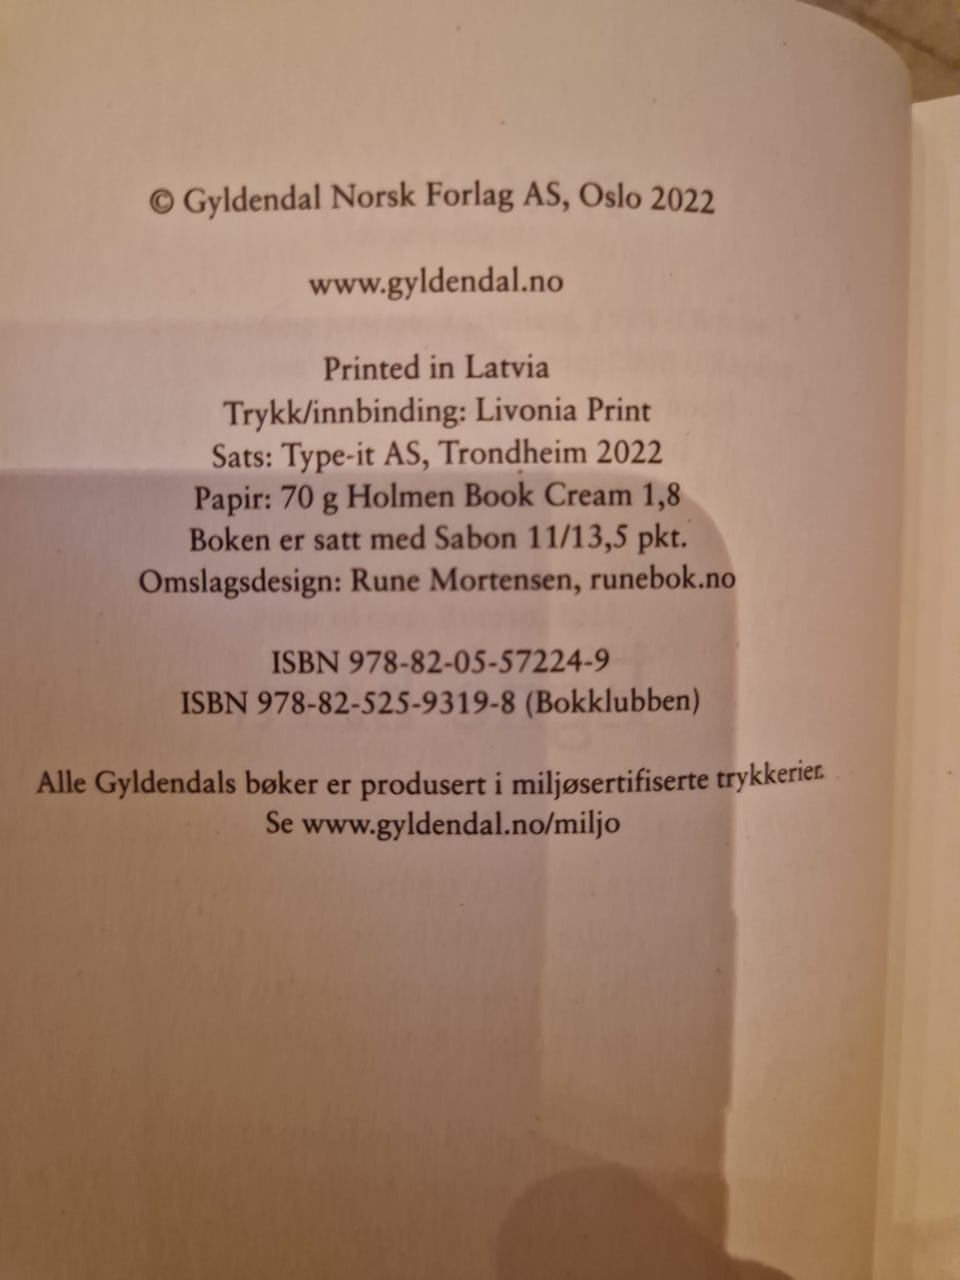 © Gyldendal Norsk Forlag AS, Oslo 2022
www.gyldendal.no
Printed in Latvia
Trykk/innbinding: Livonia Print
Sats: Type-it AS, Trondheim 2022
Papir: 70 g Holmen Book Cream 1,8
Boken er satt med Sabon 11/13,5 pkt.
Omslagsdesign: Rune Mortensen, runebok.no
ISBN 978-82-05-57224-9
ISBN 978-82-525-9319-8 (Bokklubben)
Alle Gyldendals bøker er produsert i miljøsertifiserte trykkerier.
Se www.gyldendal.no/miljo